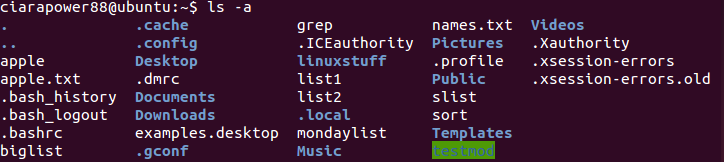 ciarapower88@ubuntu:~$ ls -a
. .cache grep names.txt Videos
.. .config .ICEauthority Pictures .Xauthority
apple Desktop linuxstuff .profile .xsession-errors
apple.txt .dmrc list1 Public .xsession-errors.old
.bash_history Documents list2 slist
.bash_logout Downloads .local sort
.bashrc examples.desktop mondaylist Templates
biglist .gconf Music testmod